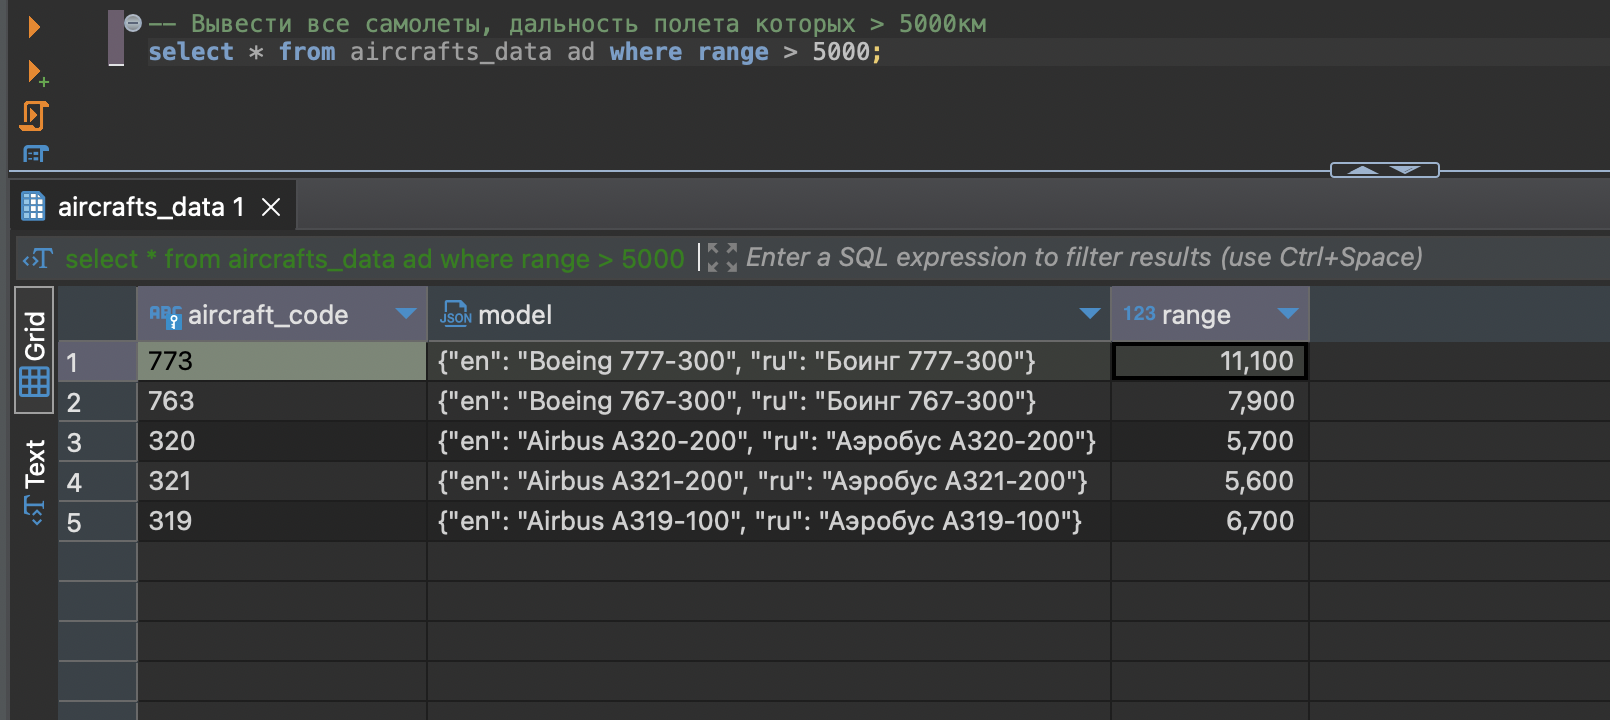 -- Вывести все самолеты, дальность полета которых > 5000км
select * from aircrafts_data ad where range > 5000;
aircrafts_data 1
select * from aircrafts_data ad where range > 5000 Enter a SQL expression to filter results (use Ctrl+Space)
Grid
Text
ABC aircraft_code JSON model 123 range
1 773 {"en": "Boeing 777-300", "ru": "Боинг 777-300"} 11,100
2 763 {"en": "Boeing 767-300", "ru": "Боинг 767-300"} 7,900
3 320 {"en": "Airbus A320-200", "ru": "Аэробус A320-200"} 5,700
4 321 {"en": "Airbus A321-200", "ru": "Аэробус A321-200"} 5,600
5 319 {"en": "Airbus A319-100", "ru": "Аэробус A319-100"} 6,700